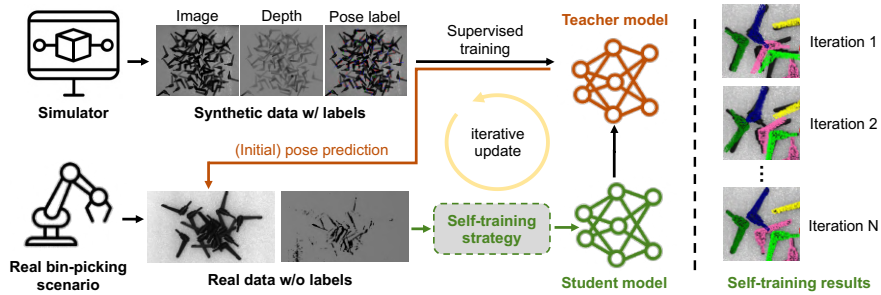 Image Depth Pose label
Simulator
Synthetic data w/ labels
Supervised
training
Teacher model
(Initial) pose prediction
iterative
update
Real bin-picking
scenario
Real data w/o labels
Self-training
strategy
Student model
Iteration 1
Iteration 2
Iteration N
Self-training results